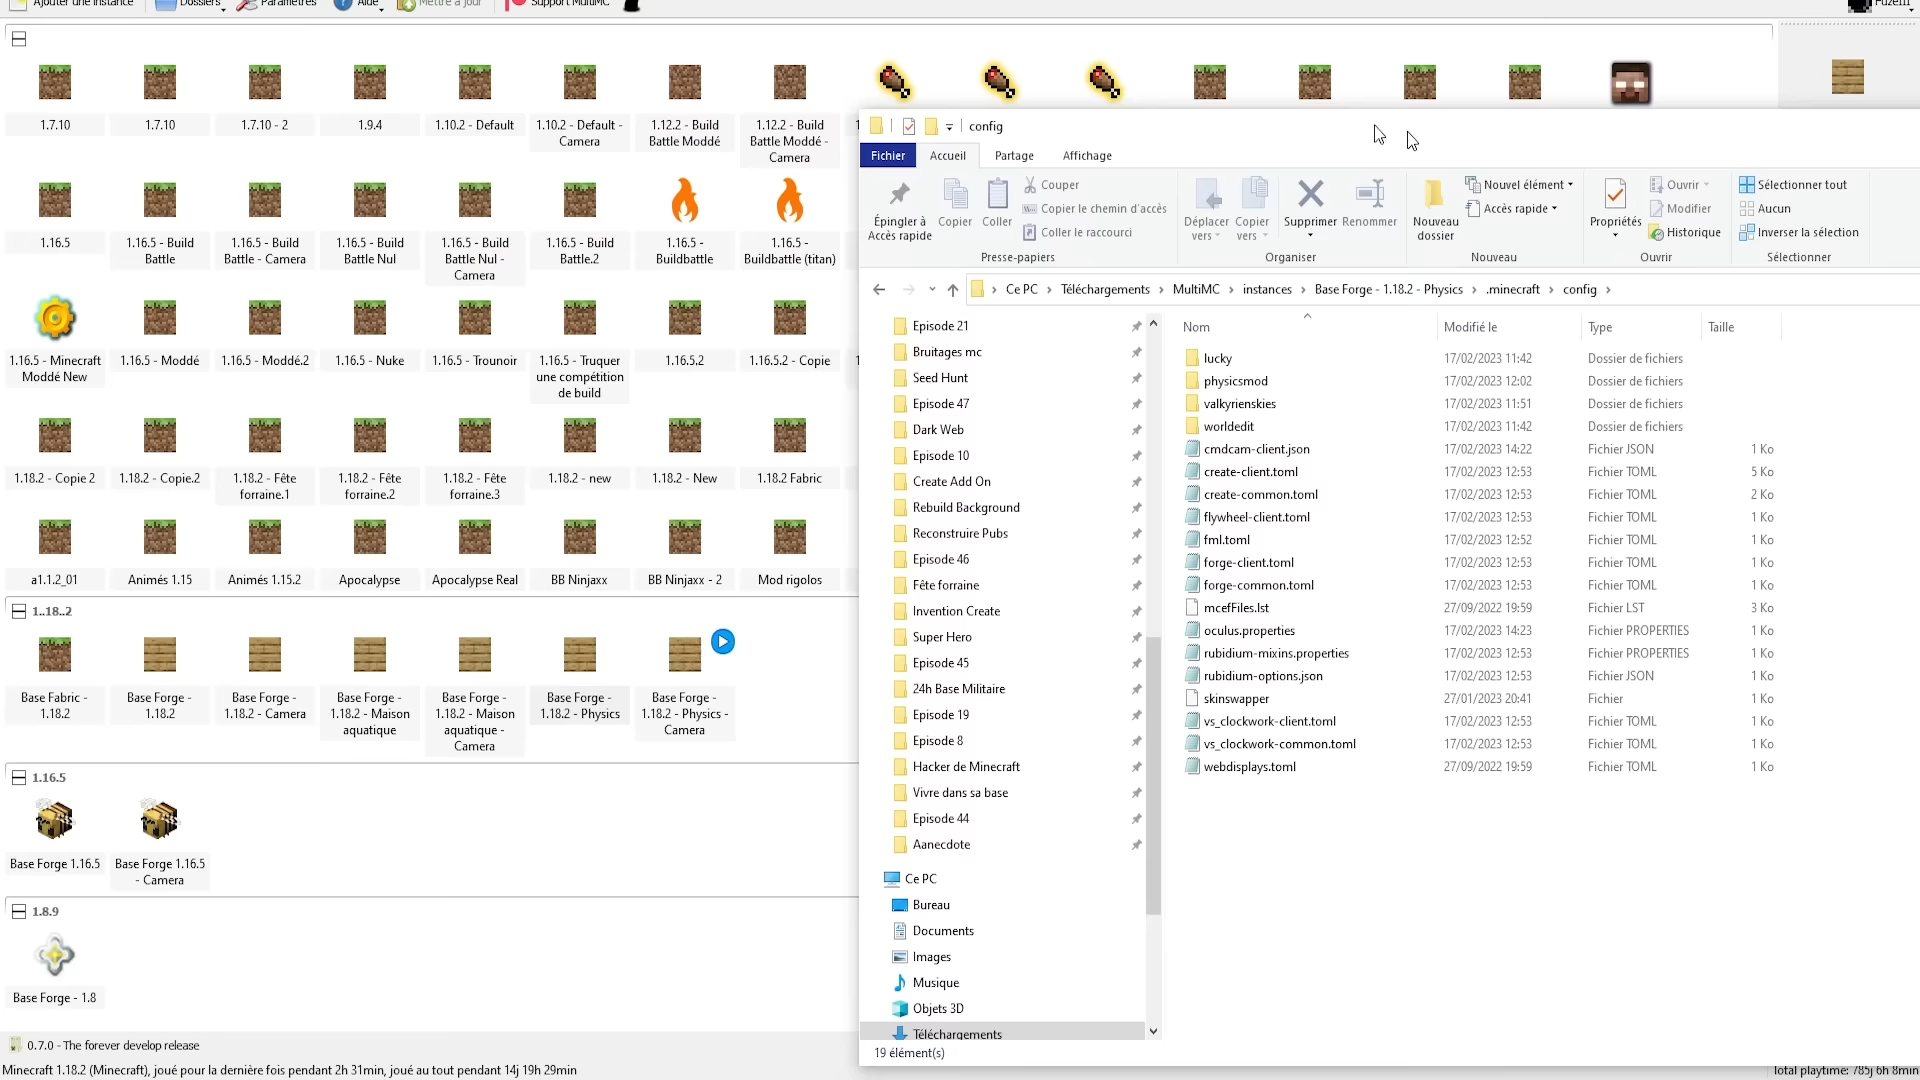 Ajouter une instance Dossiers Paramètres Aide Mettre à jour Support MultiMC
1.7.10
1.7.10
1.7.10 - 2
1.9.4
1.10.2 - Default
1.10.2 - Default -
Camera
1.12.2 - Build
Battle Moddé
1.12.2 - Build
Battle Moddé -
Camera
1.16.5
1.16.5 - Build
Battle
1.16.5 - Build
Battle - Camera
1.16.5 - Build
Battle Nul
1.16.5 - Build
Battle Nul -
Camera
1.16.5 - Build
Battle.2
1.16.5 -
Buildbattle
1.16.5 -
Buildbattle (titan)
1.16.5 - Minecraft
Moddé New
1.16.5 - Moddé
1.16.5 - Moddé.2
1.16.5 - Nuke
1.16.5 - Trounoir
1.16.5 - Truquer
une compétition
de build
1.16.5.2
1.16.5.2 - Copie
1.18.2 - Copie 2
1.18.2 - Copie.2
1.18.2 - Fête
forraine.1
1.18.2 - Fête
forraine.2
1.18.2 - Fête
forraine.3
1.18.2 - new
1.18.2 - New
1.18.2 Fabric
a1.1.2_01
Animés 1.15
Animés 1.15.2
Apocalypse
Apocalypse Real
BB Ninjaxx
BB Ninjaxx - 2
Mod rigolos
1..18..2
Base Fabric -
1.18.2
Base Forge -
1.18.2
Base Forge -
1.18.2 - Camera
Base Forge -
1.18.2 - Maison
aquatique
Base Forge -
1.18.2 - Maison
aquatique -
Camera
Base Forge -
1.18.2 - Physics
Base Forge -
1.18.2 - Physics -
Camera
1.16.5
Base Forge 1.16.5
Base Forge 1.16.5
- Camera
1.8.9
Base Forge - 1.8
0.7.0 - The forever develop release
Minecraft 1.18.2 (Minecraft), joué pour la dernière fois pendant 2h 31min, joué au tout pendant 14j 19h 29min
config
Fichier Accueil Partage Affichage
Épingler à
Accès rapide
Copier
Coller
Couper
Copier le chemin d'accès
Coller le raccourci
Presse-papiers
Déplacer
vers
Copier
vers
Supprimer
Renommer
Organiser
Nouveau
dossier
Nouvel élément
Accès rapide
Nouveau
Propriétés
Ouvrir
Modifier
Historique
Ouvrir
Sélectionner tout
Aucun
Inverser la sélection
Sélectionner
Ce PC > Téléchargements > MultiMC > instances > Base Forge - 1.18.2 - Physics > .minecraft > config >
Episode 21
Bruitages mc
Seed Hunt
Episode 47
Dark Web
Episode 10
Create Add On
Rebuild Background
Reconstruire Pubs
Episode 46
Fête forraine
Invention Create
Super Hero
Episode 45
24h Base Militaire
Episode 19
Episode 8
Hacker de Minecraft
Vivre dans sa base
Episode 44
Aanecdote
Ce PC
Bureau
Documents
Images
Musique
Objets 3D
Téléchargements
Nom Modifié le Type Taille
lucky 17/02/2023 11:42 Dossier de fichiers
physicsmod 17/02/2023 12:02 Dossier de fichiers
valkyrienskies 17/02/2023 11:51 Dossier de fichiers
worldedit 17/02/2023 11:42 Dossier de fichiers
cmdcam-client.json 17/02/2023 14:22 Fichier JSON 1 Ko
create-client.toml 17/02/2023 12:53 Fichier TOML 5 Ko
create-common.toml 17/02/2023 12:53 Fichier TOML 2 Ko
flywheel-client.toml 17/02/2023 12:53 Fichier TOML 1 Ko
fml.toml 17/02/2023 12:52 Fichier TOML 1 Ko
forge-client.toml 17/02/2023 12:53 Fichier TOML 1 Ko
forge-common.toml 17/02/2023 12:53 Fichier TOML 1 Ko
mcefFiles.lst 27/09/2022 19:59 Fichier LST 3 Ko
oculus.properties 17/02/2023 14:23 Fichier PROPERTIES 1 Ko
rubidium-mixins.properties 17/02/2023 12:53 Fichier PROPERTIES 1 Ko
rubidium-options.json 17/02/2023 12:53 Fichier JSON 1 Ko
skinswapper 27/01/2023 20:41 Fichier 1 Ko
vs_clockwork-client.toml 17/02/2023 12:53 Fichier TOML 1 Ko
vs_clockwork-common.toml 17/02/2023 12:53 Fichier TOML 1 Ko
webdisplays.toml 27/09/2022 19:59 Fichier TOML 1 Ko
19 élément(s)
Total playtime: 785j 6h 8min